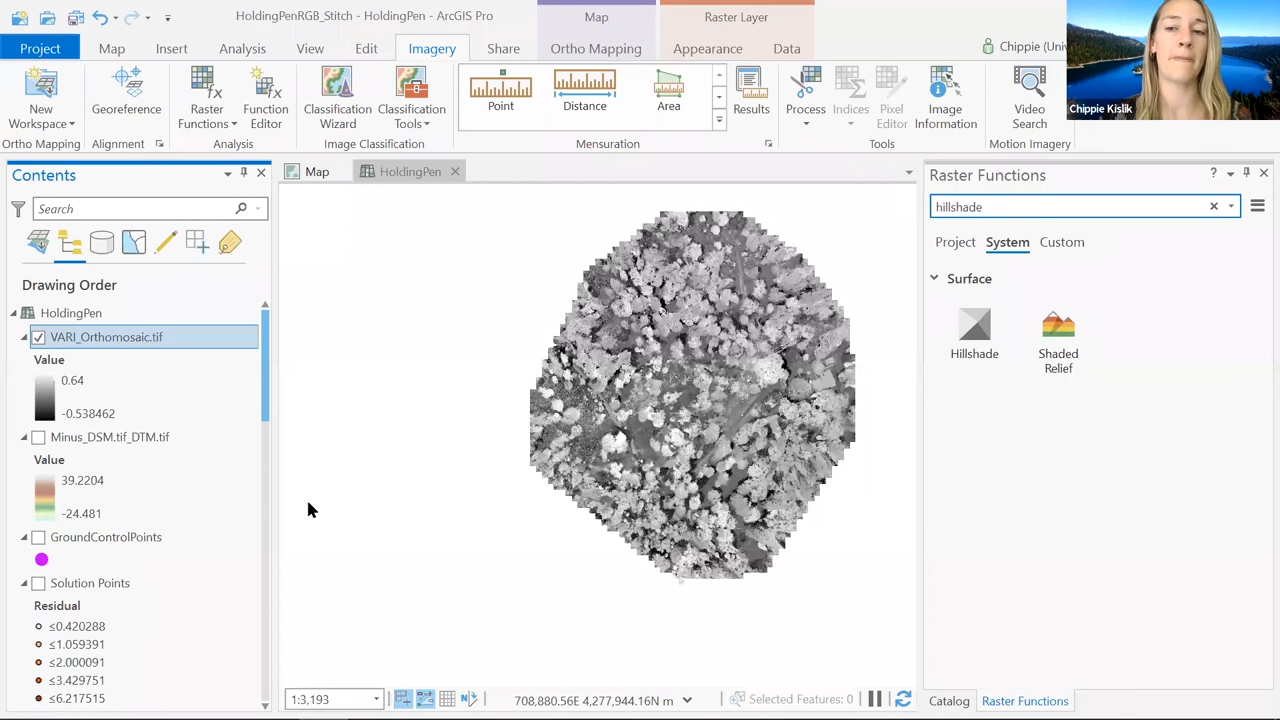 HoldingPenRGB_Stitch - HoldingPen - ArcGIS Pro
Map
Raster Layer
Project
Map
Insert
Analysis
View
Edit
Imagery
Share
Ortho Mapping
Appearance
Data
Chippie (Univ
Chippie Kislik
New Workspace
Georeference
Raster Functions
Function Editor
Classification Wizard
Classification Tools
Point
Distance
Area
Results
Process
Indices
Pixel Editor
Image Information
Video Search
Ortho Mapping
Alignment
Analysis
Image Classification
Mensuration
Tools
Motion Imagery
Contents
Search
Drawing Order
HoldingPen
VARI_Orthomosaic.tif
Value
0.64
-0.538462
Minus_DSM.tif_DTM.tif
Value
39.2204
-24.481
GroundControlPoints
Solution Points
Residual
≤0.420288
≤1.059391
≤2.000091
≤3.429751
≤6.217515
Map
HoldingPen
1:3,193
708,880.56E 4,277,944.16N m
Selected Features: 0
Raster Functions
?
hillshade
Project
System
Custom
Surface
Hillshade
Shaded Relief
Catalog
Raster Functions